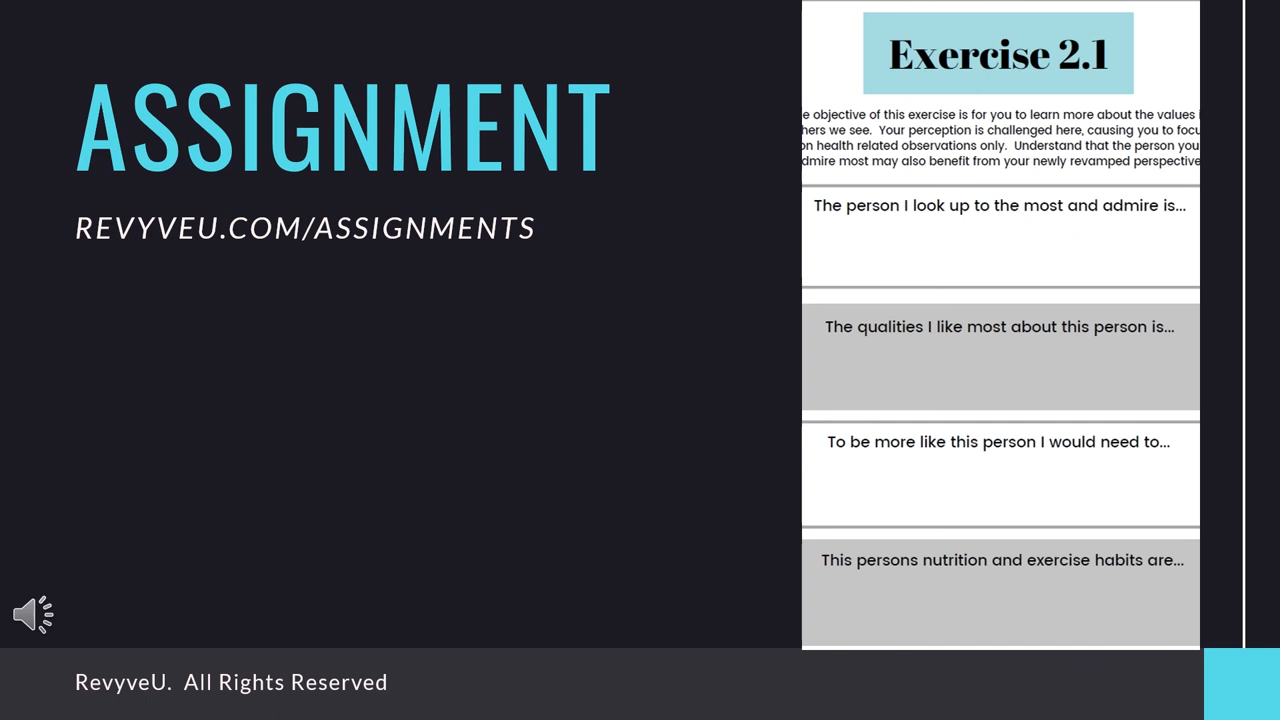 ASSIGNMENT
REVYVEU.COM/ASSIGNMENTS
Exercise 2.1
e objective of this exercise is for you to learn more about the values i
hers we see. Your perception is challenged here, causing you to focu
on health related observations only. Understand that the person you
dmire most may also benefit from your newly revamped perspective
The person I look up to the most and admire is...
The qualities I like most about this person is...
To be more like this person I would need to...
This persons nutrition and exercise habits are...
RevyveU. All Rights Reserved